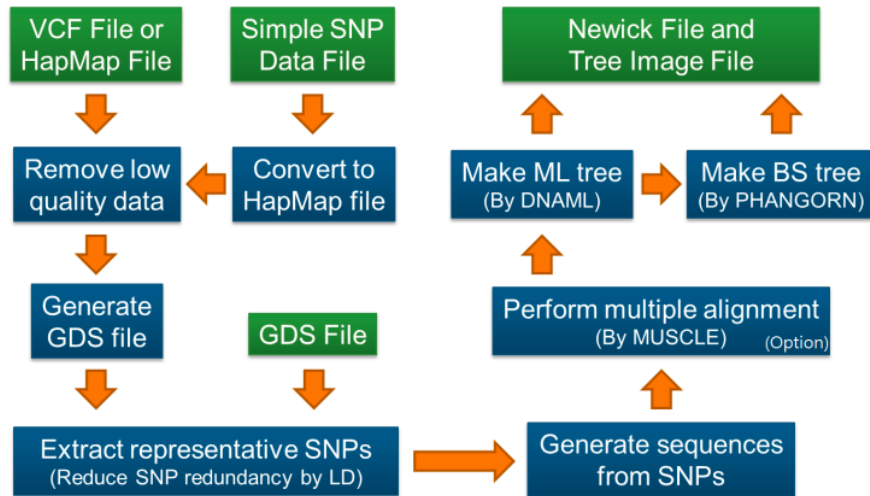 VCF File or
HapMap File
Simple SNP
Data File
Newick File and
Tree Image File
Remove low
quality data
Convert to
HapMap file
Make ML tree
(By DNAML)
Make BS tree
(By PHANGORN)
Generate
GDS file
GDS File
Perform multiple alignment
(By MUSCLE)
(Option)
Extract representative SNPs
(Reduce SNP redundancy by LD)
Generate sequences
from SNPs